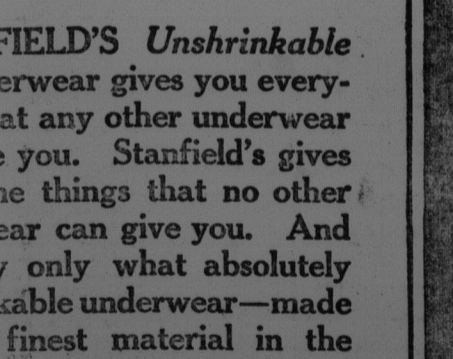 FIELD'S Unshrinkable
erwear gives you every-
at any other underwear
you. Stanfield's gives
things that no other
ear can give you. And
only what absolutely
kable underwear—made
finest material in the